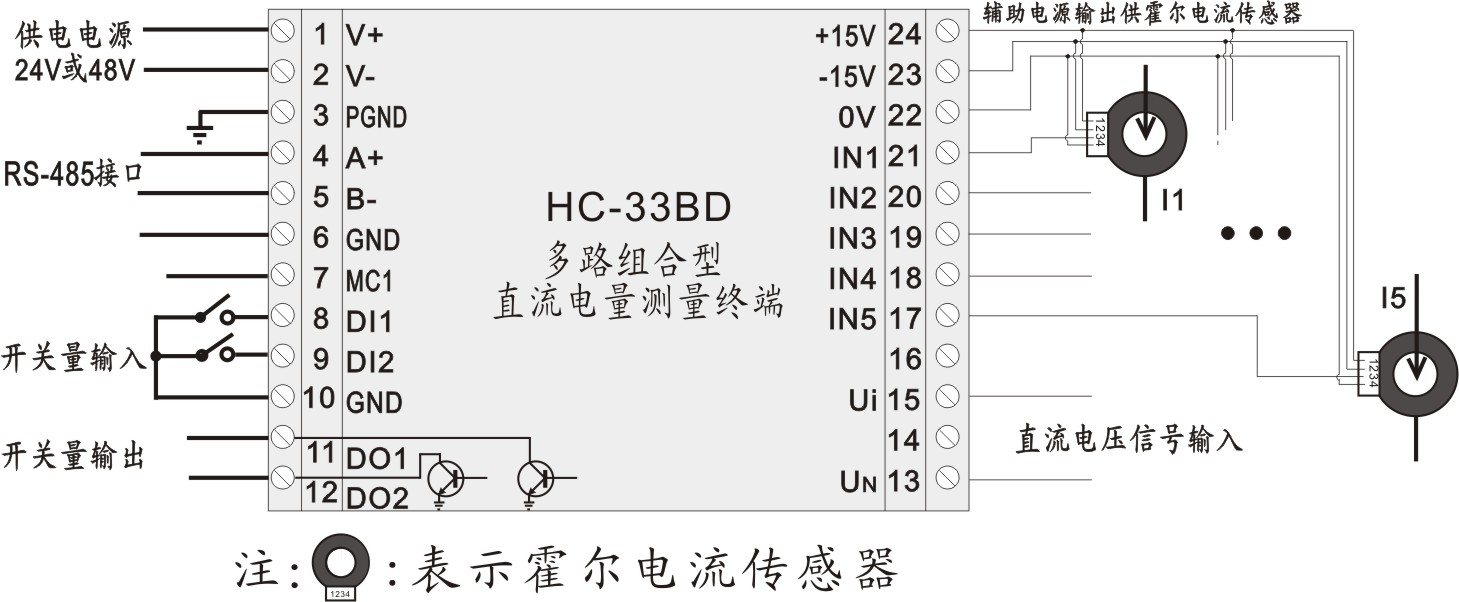 辅助电源输出供霍尔电流传感器
供电电源
24V或48V
1 V+
2 V-
3 PGND
RS-485接口
4 A+
5 B-
6 GND
7 MC1
8 DI1
开关量输入
9 DI2
10 GND
开关量输出
11 DO1
12 DO2
HC-33BD
多路组合型
直流电量测量终端
+15V 24
-15V 23
0V 22
IN1 21
IN2 20
IN3 19
IN4 18
IN5 17
16
Ui 15
14
UN 13
1234
I1
I5
1234
直流电压信号输入
注: : 表示霍尔电流传感器
1234